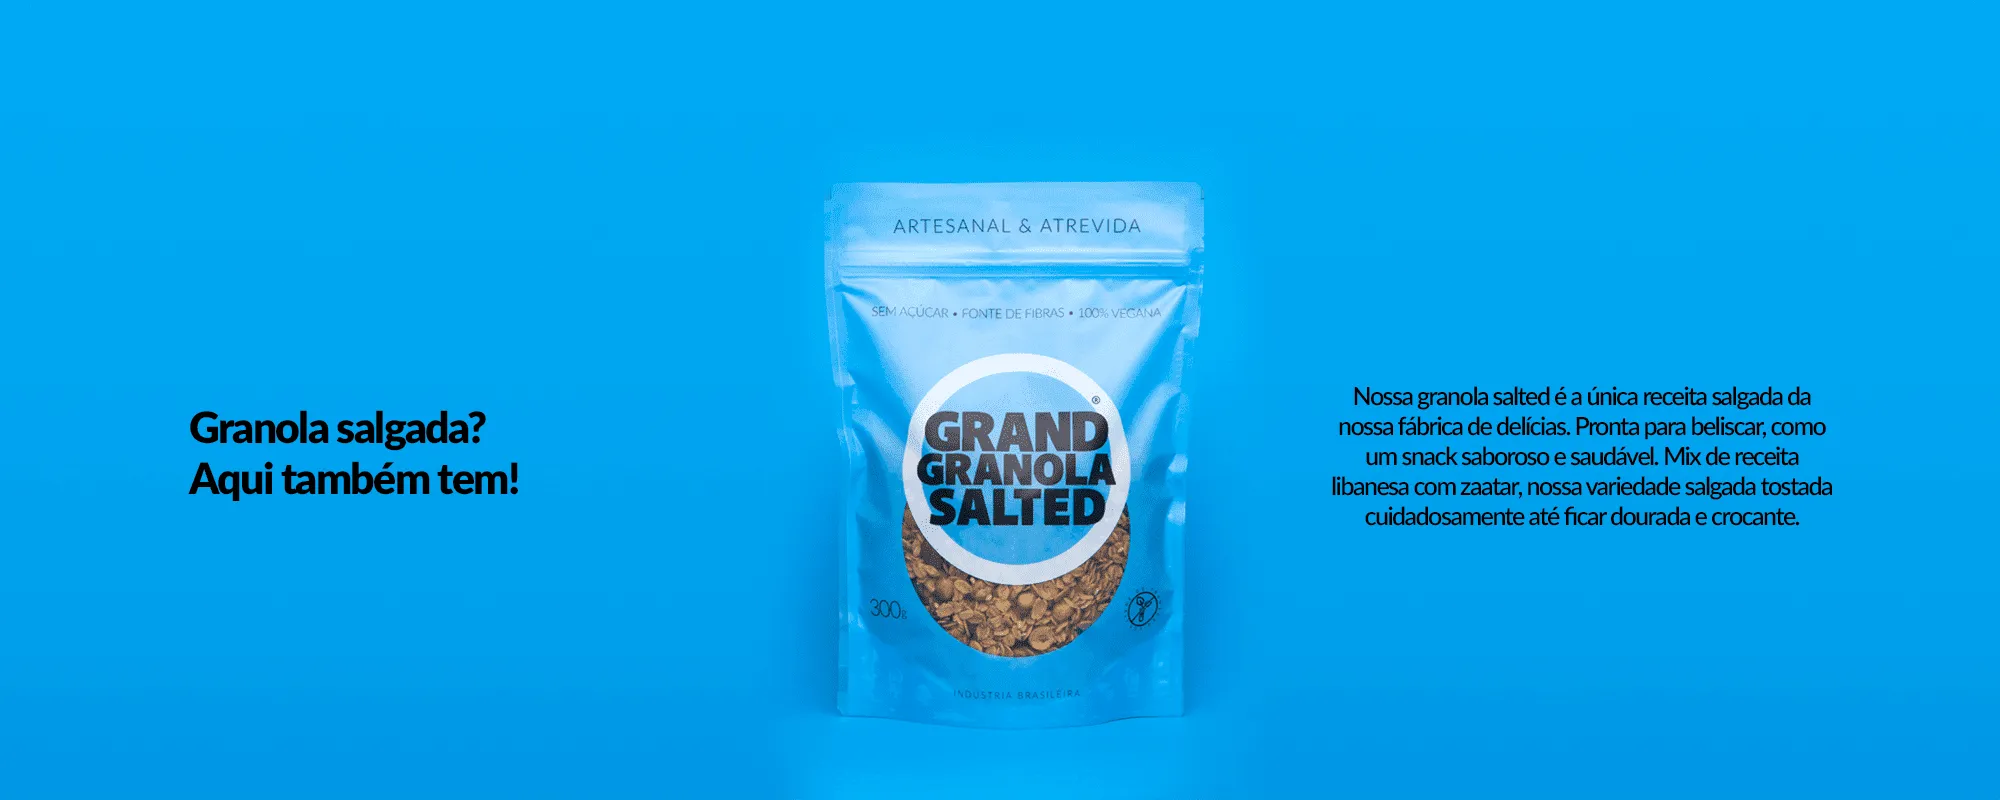 Granola salgada?
Aqui também tem!
ARTESANAL & ATREVIDA
SEM AÇÚCAR • FONTE DE FIBRAS • 100% VEGANA
GRAND®
GRANOLA
SALTED
300g
INDÚSTRIA BRASILEIRA
Nossa granola salted é a única receita salgada da
nossa fábrica de delícias. Pronta para beliscar, como
um snack saboroso e saudável. Mix de receita
libanesa com zaatar, nossa variedade salgada tostada
cuidadosamente até ficar dourada e crocante.